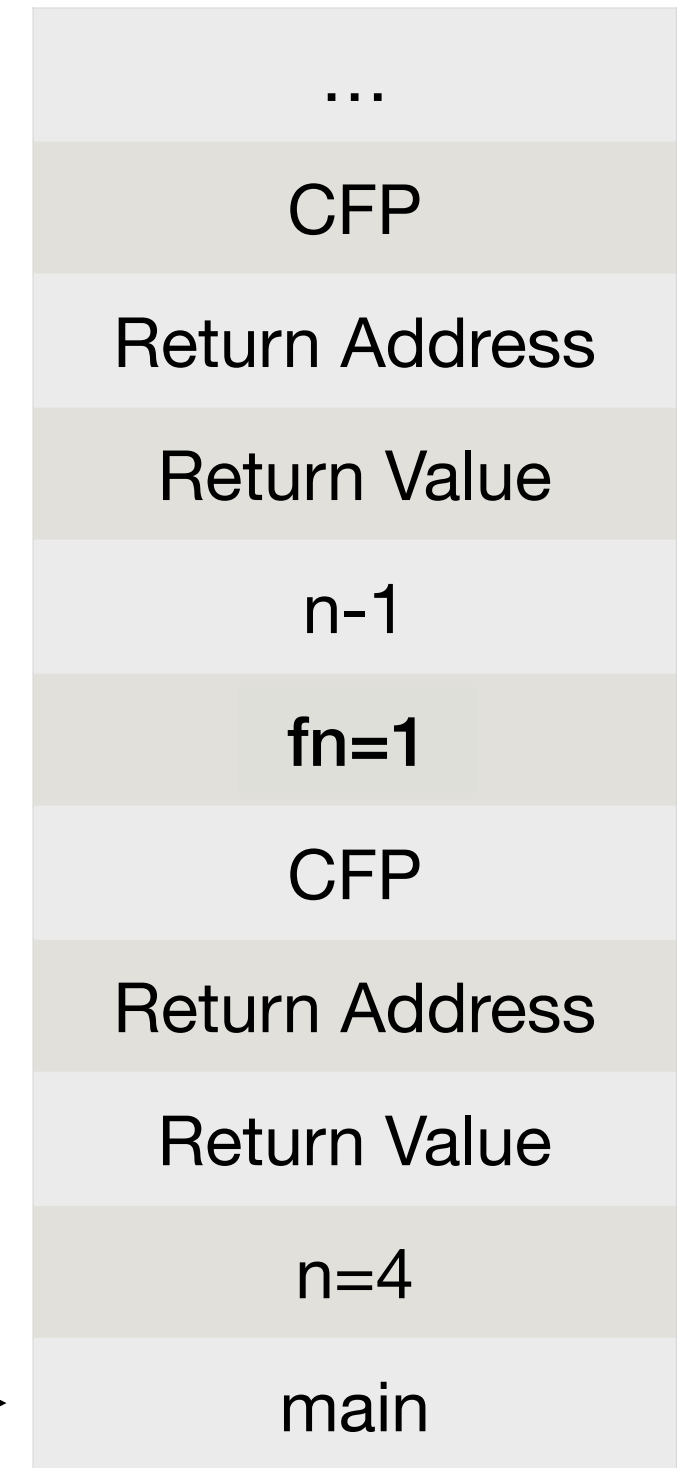 ...
CFP
Return Address
Return Value
n-1
fn=1
CFP
Return Address
Return Value
n=4
main